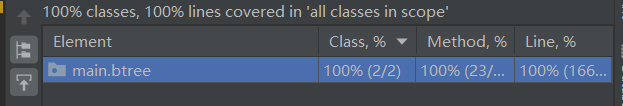 100% classes, 100% lines covered in 'all classes in scope'
Element Class, % Method, % Line, %
main.btree 100% (2/2) 100% (23/... 100% (166...